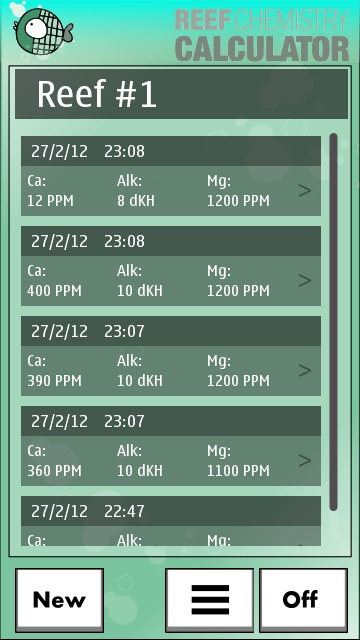 REEF CHEMISTRY
CALCULATOR
Reef #1
27/2/12 23:08
Ca: Alk: Mg:
12 PPM 8 dKH 1200 PPM >
27/2/12 23:08
Ca: Alk: Mg:
400 PPM 10 dKH 1200 PPM >
27/2/12 23:07
Ca: Alk: Mg:
390 PPM 10 dKH 1200 PPM >
27/2/12 23:07
Ca: Alk: Mg:
360 PPM 10 dKH 1100 PPM >
27/2/12 22:47
Ca: Alk: Mg:
New Off